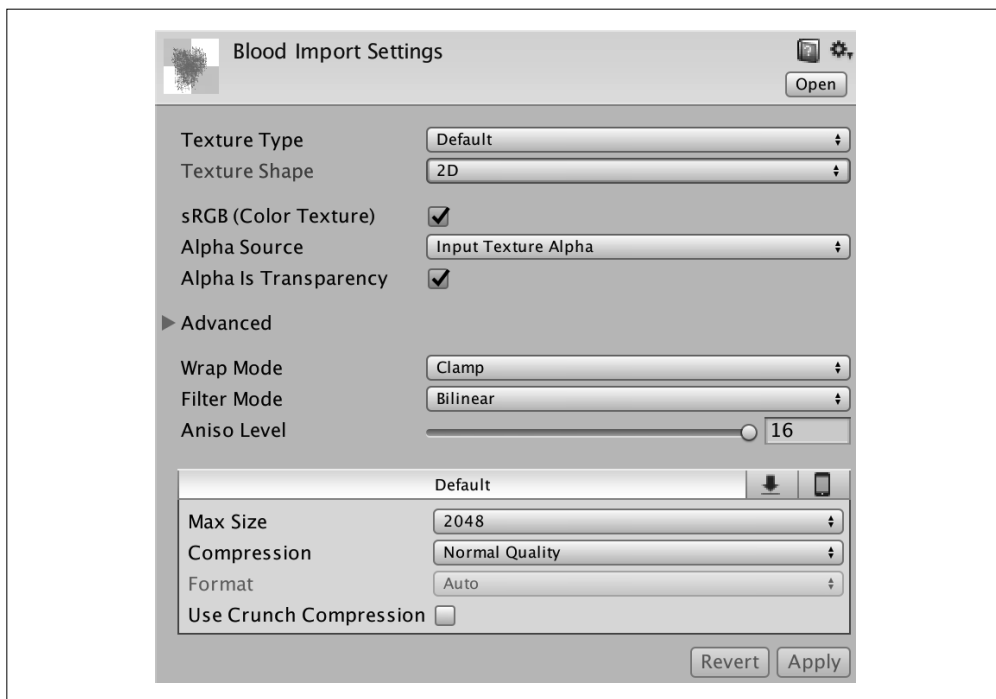 Blood Import Settings
Open
Texture Type Default
Texture Shape 2D
sRGB (Color Texture)
Alpha Source Input Texture Alpha
Alpha Is Transparency
Advanced
Wrap Mode Clamp
Filter Mode Bilinear
Aniso Level 16
Default
Max Size 2048
Compression Normal Quality
Format Auto
Use Crunch Compression
Revert Apply